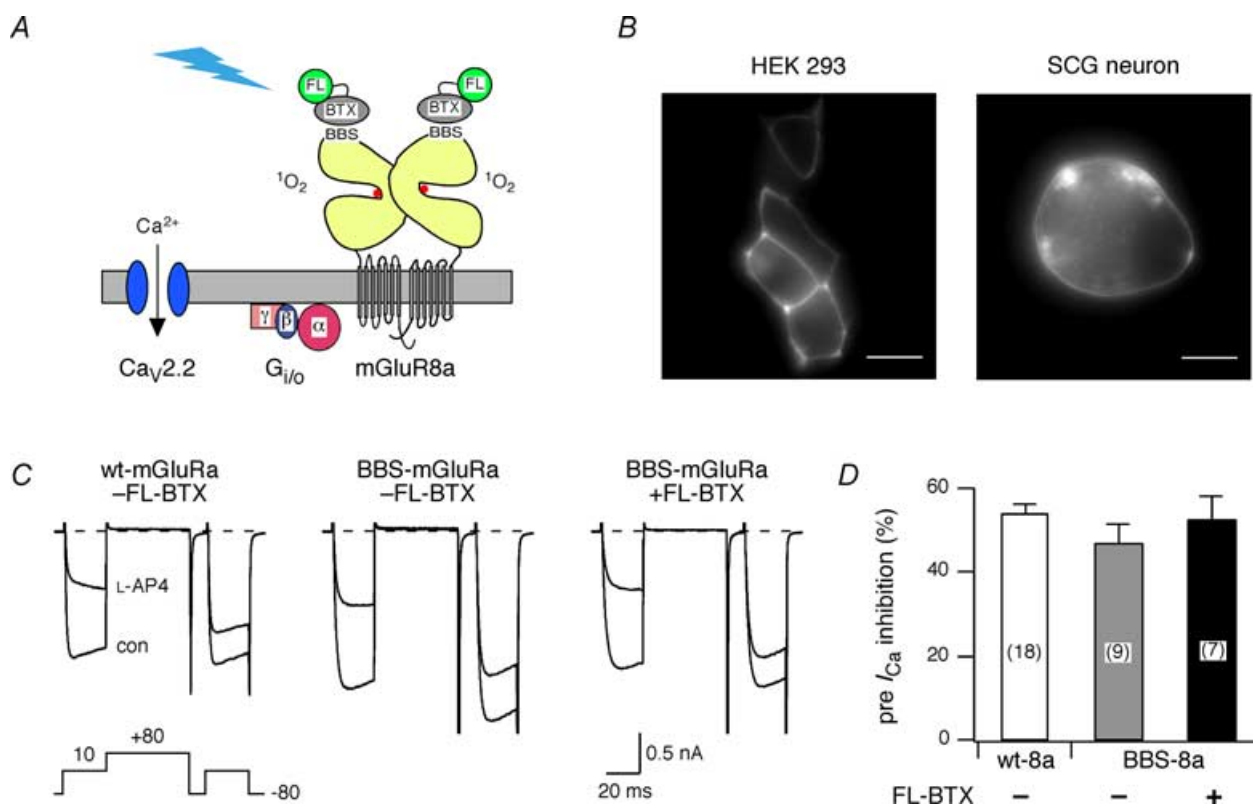 A
FL
FL
BTX
BTX
BBS
BBS
¹O₂
¹O₂
Ca²⁺
γ
β
α
CaV2.2
Gi/o
mGluR8a
B
HEK 293
SCG neuron
C
wt-mGluRa
–FL-BTX
BBS-mGluRa
–FL-BTX
BBS-mGluRa
+FL-BTX
L-AP4
con
10
+80
-80
0.5 nA
20 ms
D
pre ICa inhibition (%)
60
40
20
0
(18)
(9)
(7)
wt-8a
BBS-8a
FL-BTX – – +